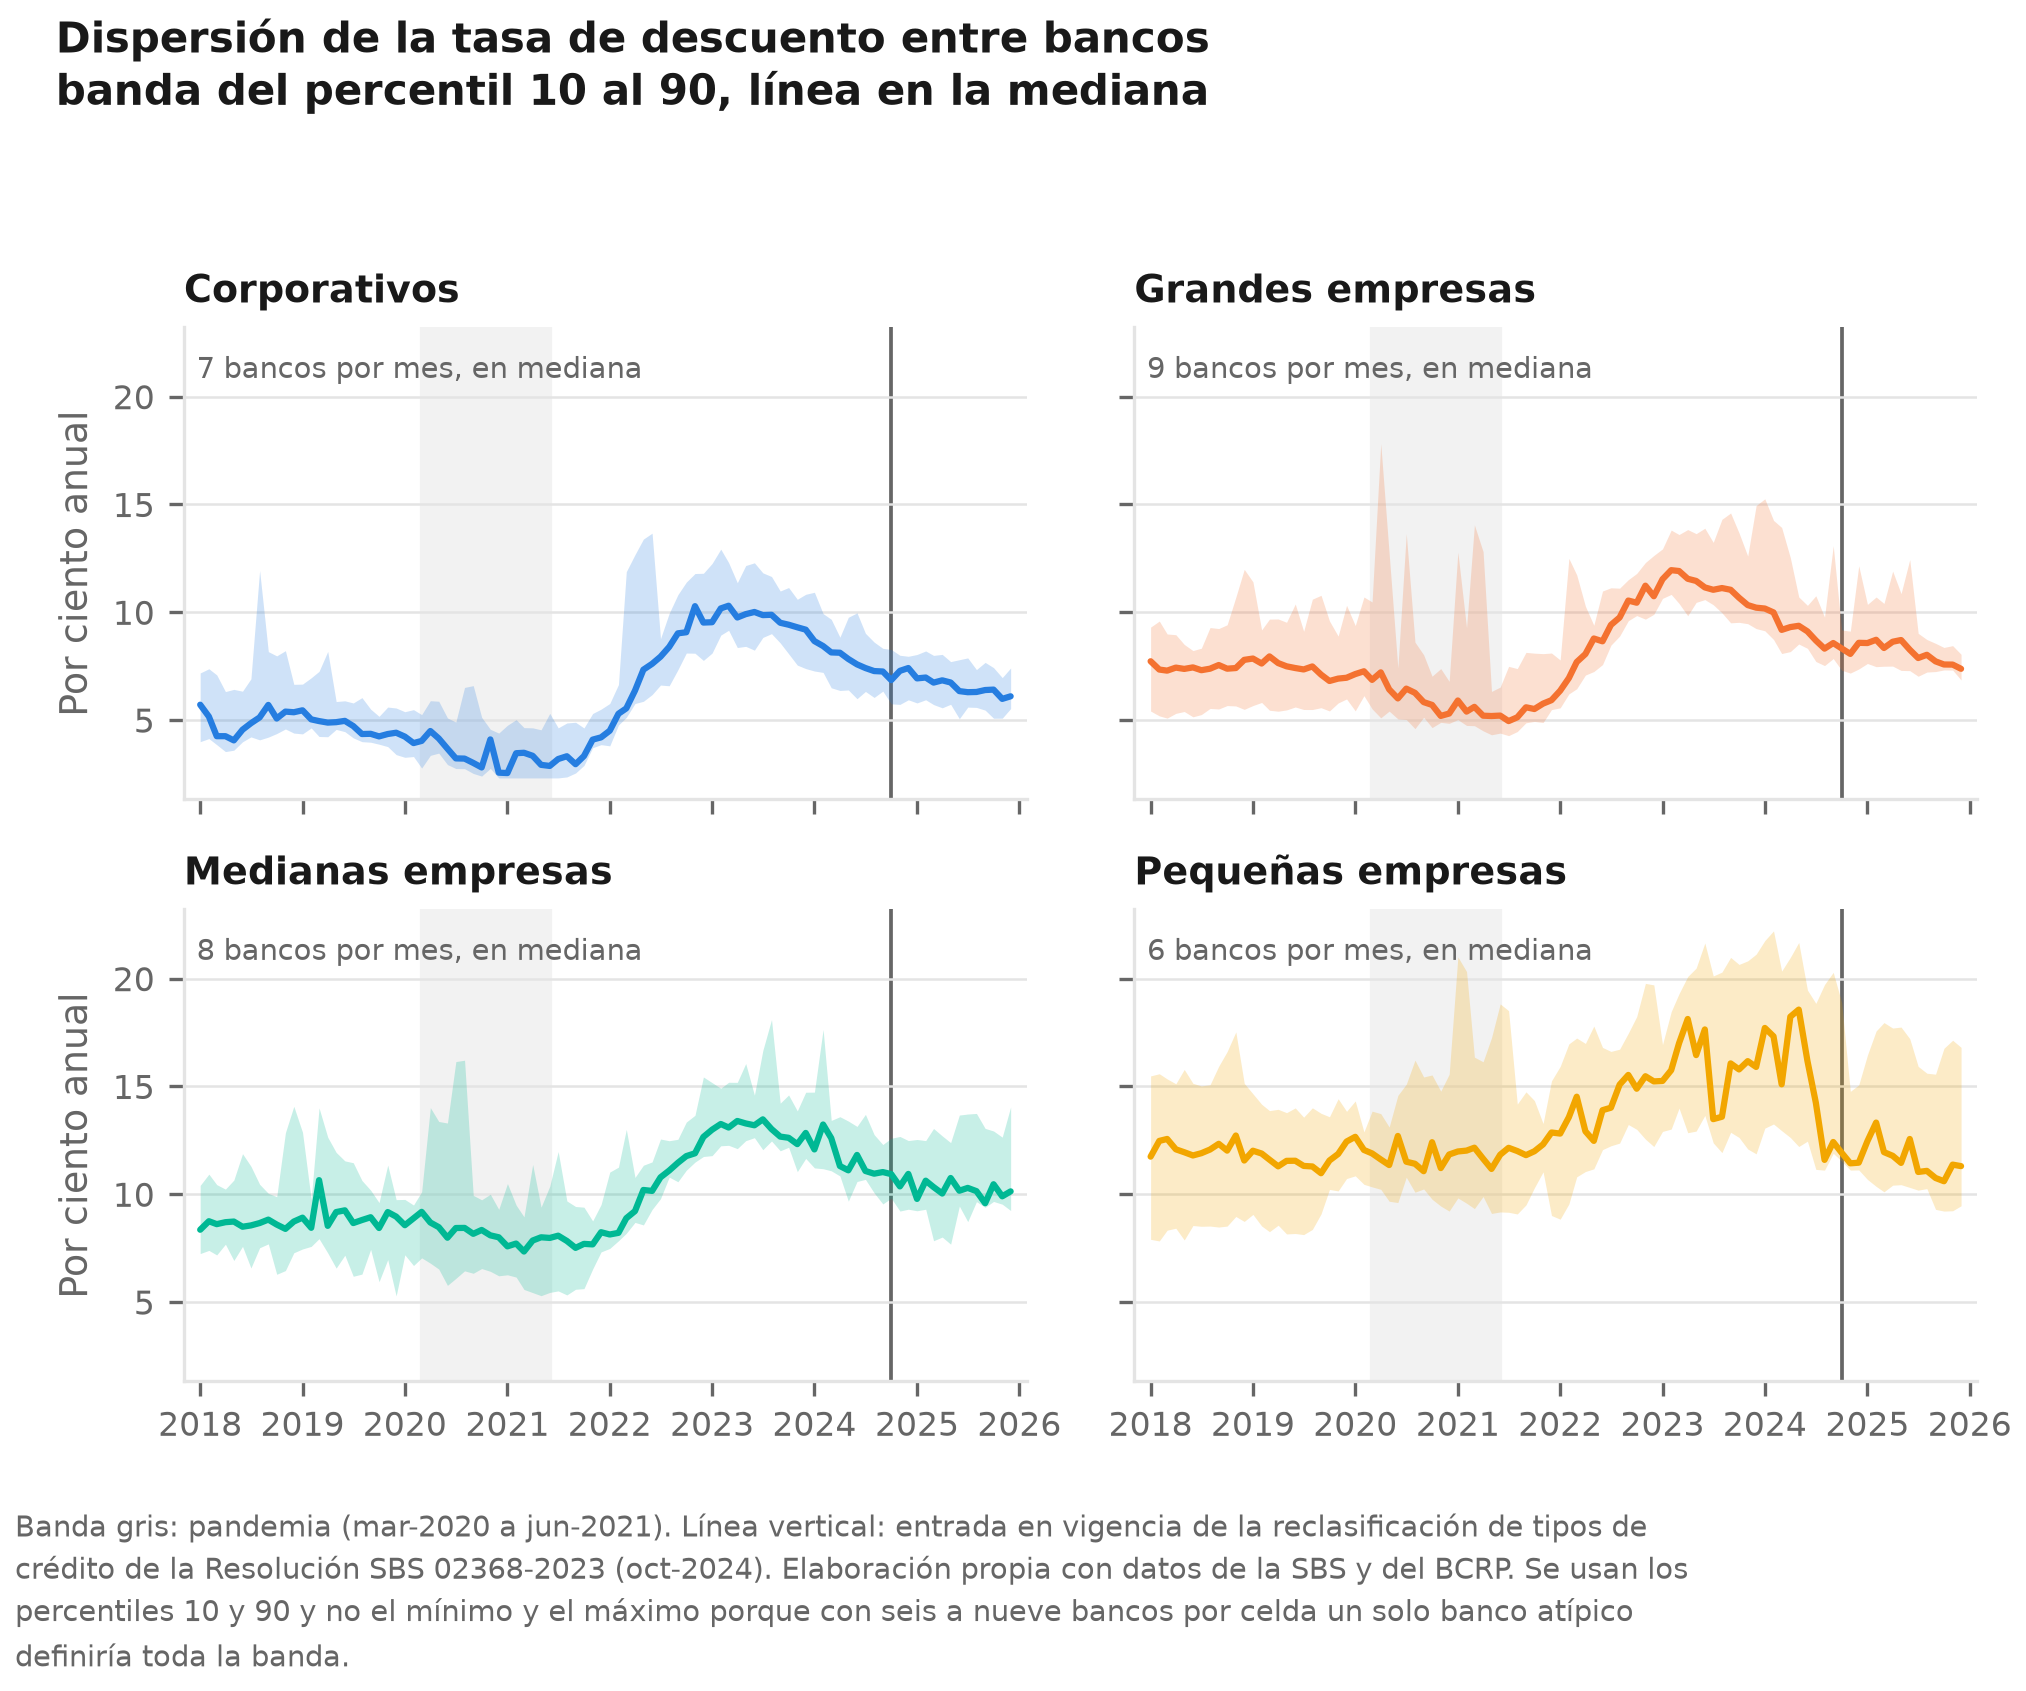 Dispersión de la tasa de descuento entre bancos
banda del percentil 10 al 90, línea en la mediana
Corporativos
7 bancos por mes, en mediana
Por ciento anual
20
15
10
5
Grandes empresas
9 bancos por mes, en mediana
Medianas empresas
8 bancos por mes, en mediana
Por ciento anual
20
15
10
5
2018 2019 2020 2021 2022 2023 2024 2025 2026
Pequeñas empresas
6 bancos por mes, en mediana
2018 2019 2020 2021 2022 2023 2024 2025 2026
Banda gris: pandemia (mar-2020 a jun-2021). Línea vertical: entrada en vigencia de la reclasificación de tipos de
crédito de la Resolución SBS 02368-2023 (oct-2024). Elaboración propia con datos de la SBS y del BCRP. Se usan los
percentiles 10 y 90 y no el mínimo y el máximo porque con seis a nueve bancos por celda un solo banco atípico
definiría toda la banda.